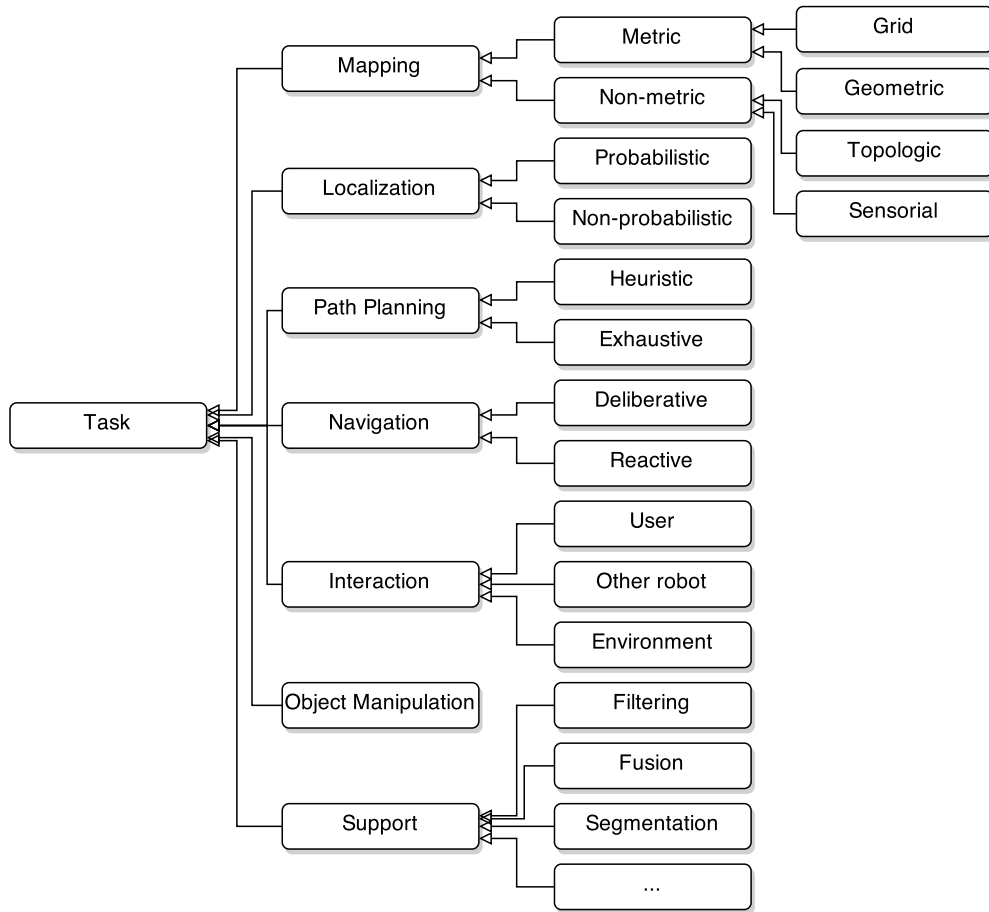 Task
Mapping
Metric
Grid
Geometric
Non-metric
Topologic
Sensorial
Localization
Probabilistic
Non-probabilistic
Path Planning
Heuristic
Exhaustive
Navigation
Deliberative
Reactive
Interaction
User
Other robot
Environment
Object Manipulation
Support
Filtering
Fusion
Segmentation
...